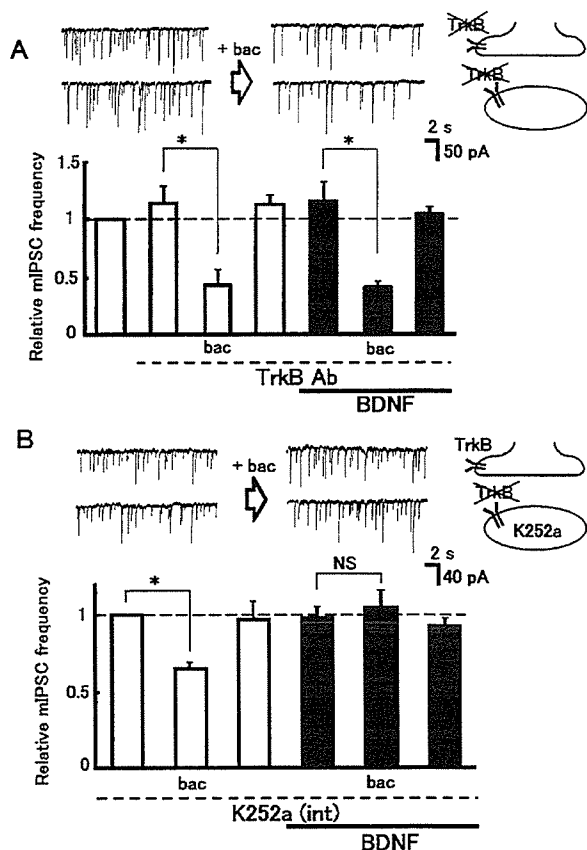 A
+ bac
TrkB
TrkB
2 s
50 pA
*
*
Relative mIPSC frequency
1.5
1
0.5
0
bac
bac
TrkB Ab
BDNF
B
+ bac
TrkB
TrkB
K252a
2 s
40 pA
*
NS
Relative mIPSC frequency
1
0.5
0
bac
bac
K252a (int)
BDNF